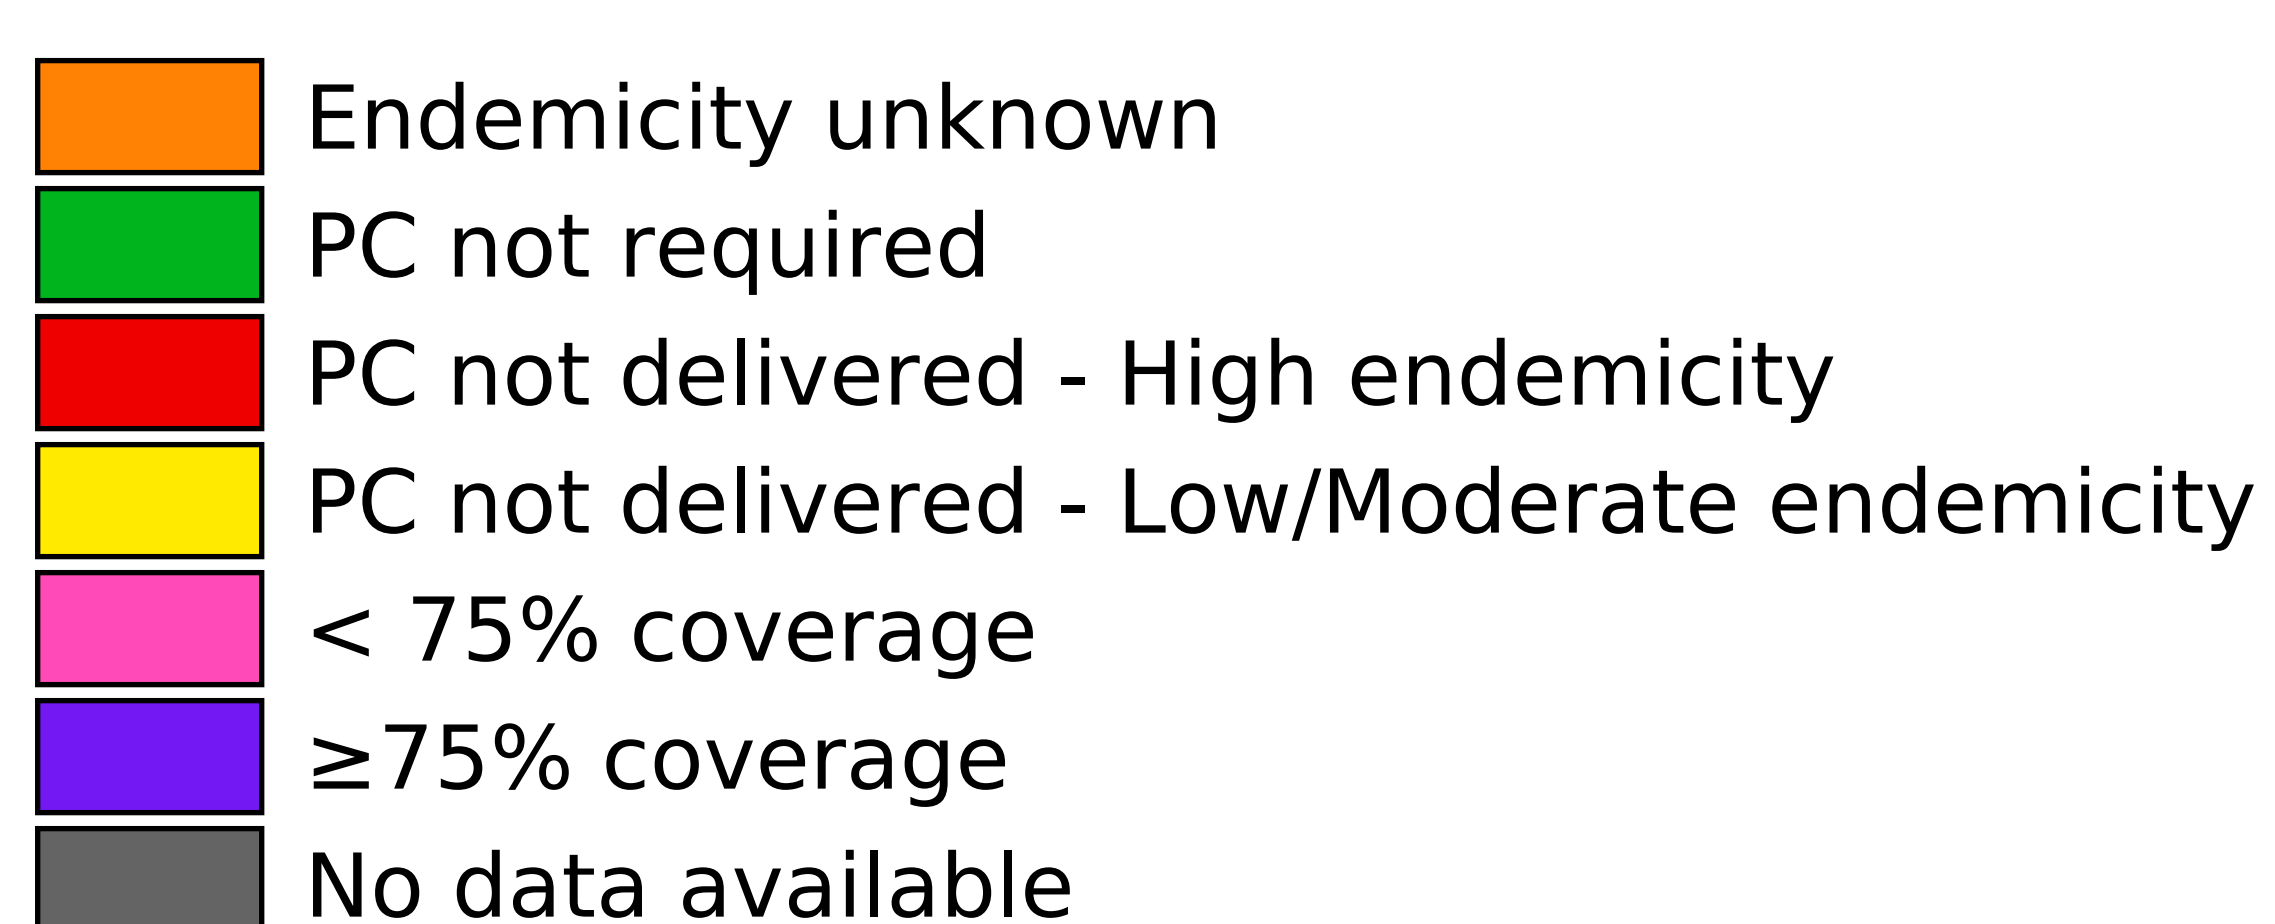 Endemicity unknown
PC not required
PC not delivered - High endemicity
PC not delivered - Low/Moderate endemicity
< 75% coverage
≥75% coverage
No data available